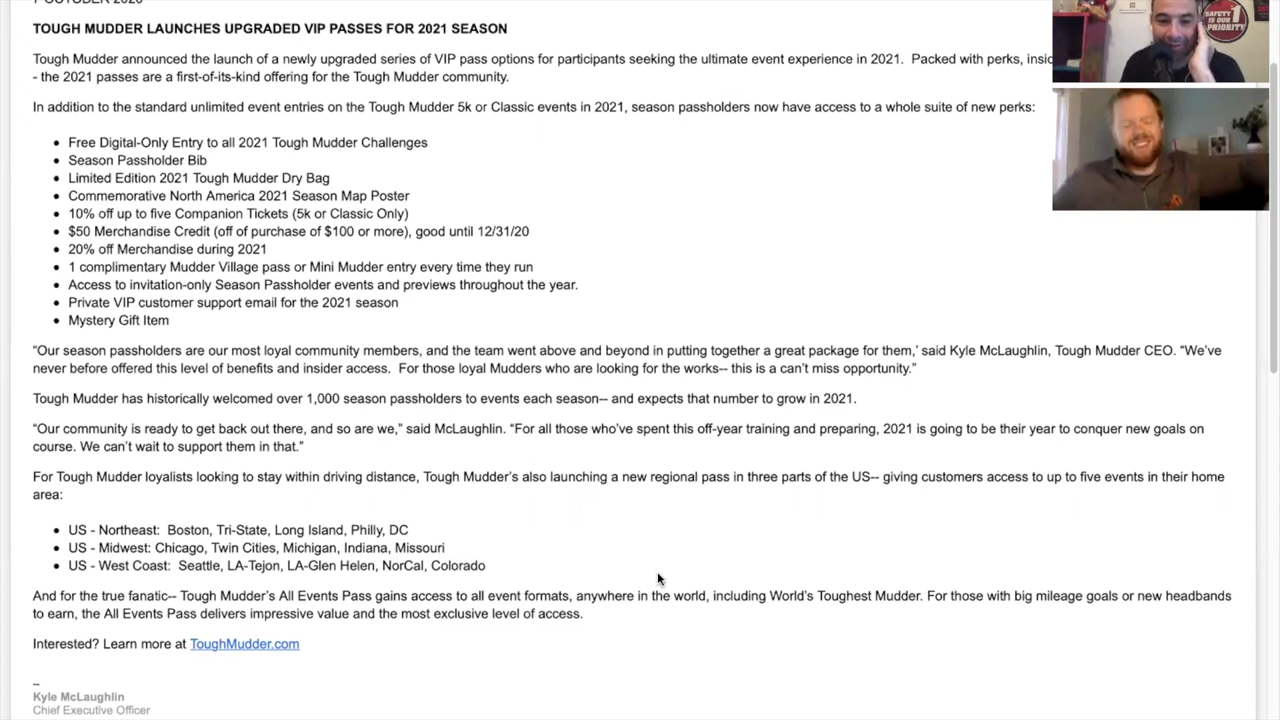 7 OCTOBER 2020
TOUGH MUDDER LAUNCHES UPGRADED VIP PASSES FOR 2021 SEASON
Tough Mudder announced the launch of a newly upgraded series of VIP pass options for participants seeking the ultimate event experience in 2021.  Packed with perks,
- the 2021 passes are a first-of-its-kind offering for the Tough Mudder community.
In addition to the standard unlimited event entries on the Tough Mudder 5k or Classic events in 2021, season passholders now have access to a whole suite of new perks:
• Free Digital-Only Entry to all 2021 Tough Mudder Challenges
• Season Passholder Bib
• Limited Edition 2021 Tough Mudder Dry Bag
• Commemorative North America 2021 Season Map Poster
• 10% off up to five Companion Tickets (5k or Classic Only)
• $50 Merchandise Credit (off of purchase of $100 or more), good until 12/31/20
• 20% off Merchandise during 2021
• 1 complimentary Mudder Village pass or Mini Mudder entry every time they run
• Access to invitation-only Season Passholder events and previews throughout the year.
• Private VIP customer support email for the 2021 season
• Mystery Gift Item
“Our season passholders are our most loyal community members, and the team went above and beyond in putting together a great package for them,’ said Kyle McLaughlin, Tough Mudder CEO. “We’ve
never before offered this level of benefits and insider access.  For those loyal Mudders who are looking for the works-- this is a can’t miss opportunity.”
Tough Mudder has historically welcomed over 1,000 season passholders to events each season-- and expects that number to grow in 2021.
“Our community is ready to get back out there, and so are we,” said McLaughlin. “For all those who’ve spent this off-year training and preparing, 2021 is going to be their year to conquer new goals on
course. We can’t wait to support them in that.”
For Tough Mudder loyalists looking to stay within driving distance, Tough Mudder’s also launching a new regional pass in three parts of the US-- giving customers access to up to five events in their home
area:
• US - Northeast:  Boston, Tri-State, Long Island, Philly, DC
• US - Midwest: Chicago, Twin Cities, Michigan, Indiana, Missouri
• US - West Coast:  Seattle, LA-Tejon, LA-Glen Helen, NorCal, Colorado
And for the true fanatic-- Tough Mudder’s All Events Pass gains access to all event formats, anywhere in the world, including World’s Toughest Mudder. For those with big mileage goals or new headbands
to earn, the All Events Pass delivers impressive value and the most exclusive level of access.
Interested? Learn more at ToughMudder.com
--
Kyle McLaughlin
Chief Executive Officer
SAFETY
IS OUR
PRIORITY
1